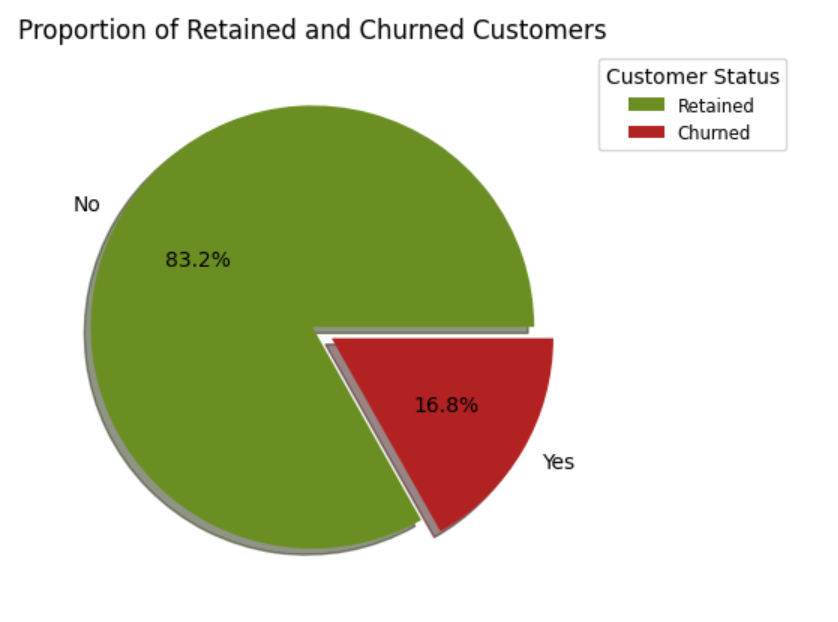 Proportion of Retained and Churned Customers
Customer Status
Retained
Churned
No
83.2%
16.8%
Yes